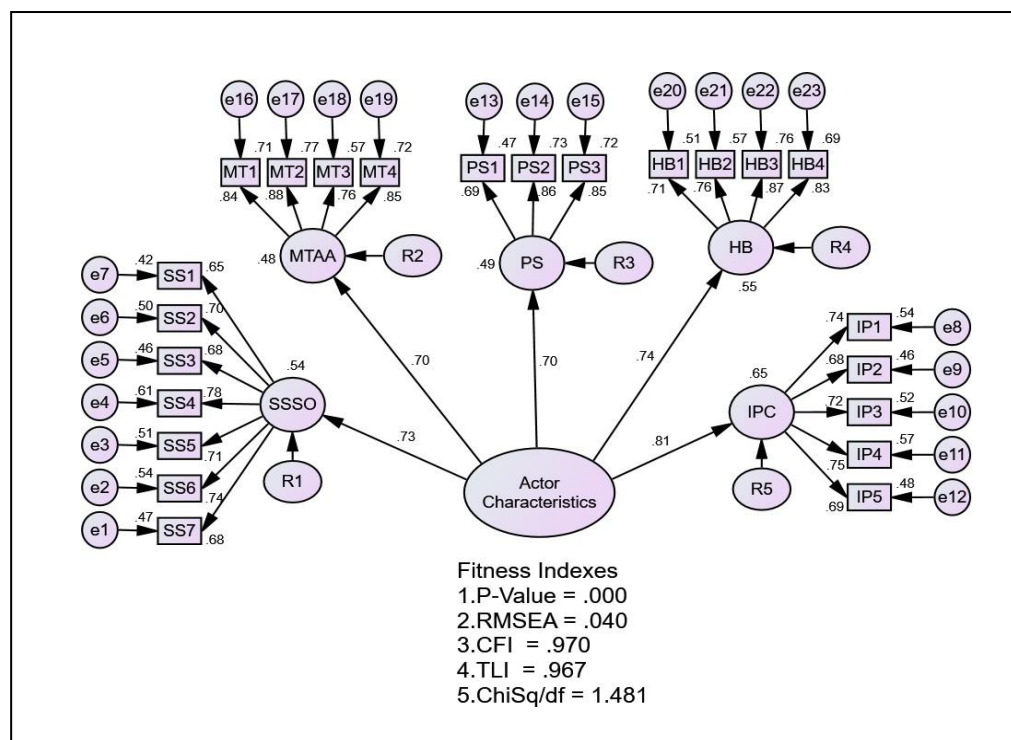 e16 e17 e18 e19
.71 .77 .57 .72
MT1 MT2 MT3 MT4
.84 .88 .76 .85
.48 MTAA R2
e13 e14 e15
.47 .73 .72
PS1 PS2 PS3
.69 .86 .85
.49 PS R3
e20 e21 e22 e23
.51 .57 .76 .69
HB1 HB2 HB3 HB4
.71 .76 .87 .83
HB R4
.55
e7 .42 SS1 .65
e6 .50 SS2 .70
e5 .46 SS3 .68
e4 .61 SS4 .78
e3 .51 SS5 .71
e2 .54 SS6 .74
e1 .47 SS7 .68
.54
SSSO
R1
.73
.70
.70
.74
.81
.65
IPC
R5
.74 IP1 .54 e8
.68 IP2 .46 e9
.72 IP3 .52 e10
.75 IP4 .57 e11
.69 IP5 .48 e12
Actor
Characteristics
Fitness Indexes
1.P-Value = .000
2.RMSEA = .040
3.CFI = .970
4.TLI = .967
5.ChiSq/df = 1.481